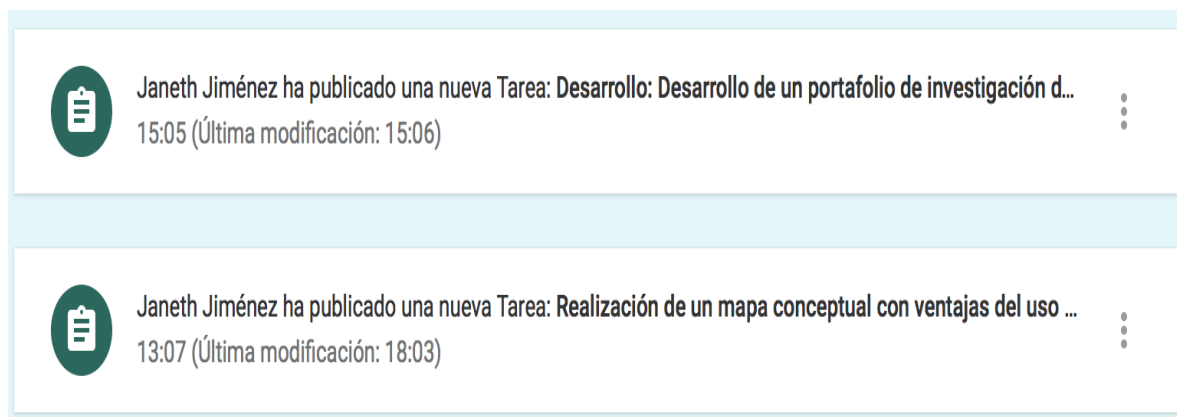 Janeth Jiménez ha publicado una nueva Tarea: Desarrollo: Desarrollo de un portafolio de investigación d...
15:05 (Última modificación: 15:06)
Janeth Jiménez ha publicado una nueva Tarea: Realización de un mapa conceptual con ventajas del uso ...
13:07 (Última modificación: 18:03)